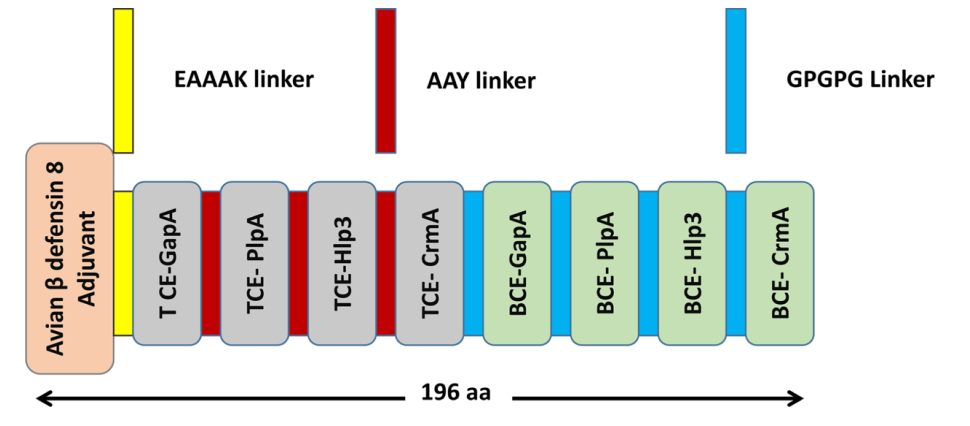 EAAAK linker
AAY linker
GPGPG Linker
Avian β defensin 8
Adjuvant
T CE-GapA
TCE- PlpA
TCE-Hlp3
TCE- CrmA
BCE-GapA
BCE- PlpA
BCE- Hlp3
BCE- CrmA
196 aa